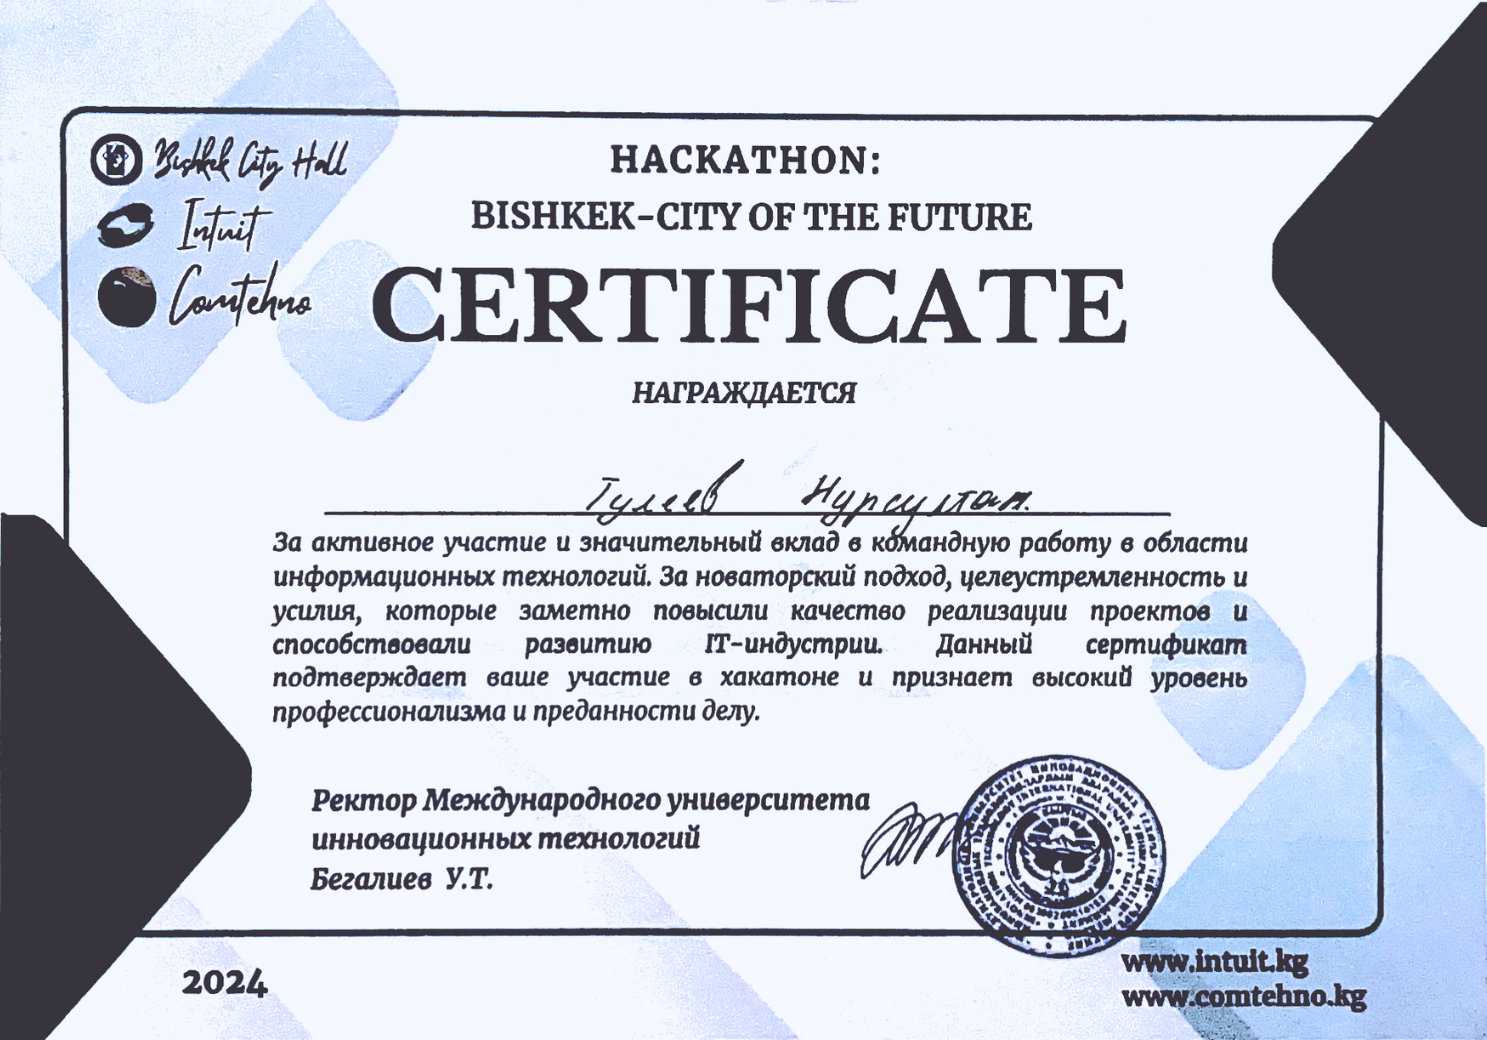 Bishkek City Hall
Intuit
Comtehno
HACKATHON:
BISHKEK-CITY OF THE FUTURE
CERTIFICATE
НАГРАЖДАЕТСЯ
Тулеев Нурсултан.
За активное участие и значительный вклад в командную работу в области
информационных технологий. За новаторский подход, целеустремленность и
усилия, которые заметно повысили качество реализации проектов и
способствовали развитию IT-индустрии. Данный сертификат
подтверждает ваше участие в хакатоне и признает высокий уровень
профессионализма и преданности делу.
Ректор Международного университета
инновационных технологий
Бегалиев У.Т.
2024
www.intuit.kg
www.comtehno.kg